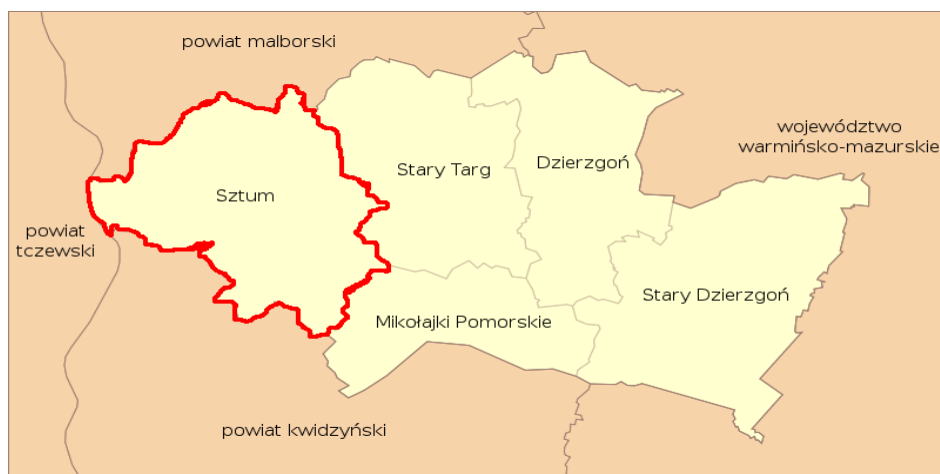 powiat malborski
województwo
warmińsko-mazurskie
Stary Targ
Dzierzgoń
Sztum
powiat
tczewski
Stary Dzierzgoń
Mikołajki Pomorskie
powiat kwidzyński